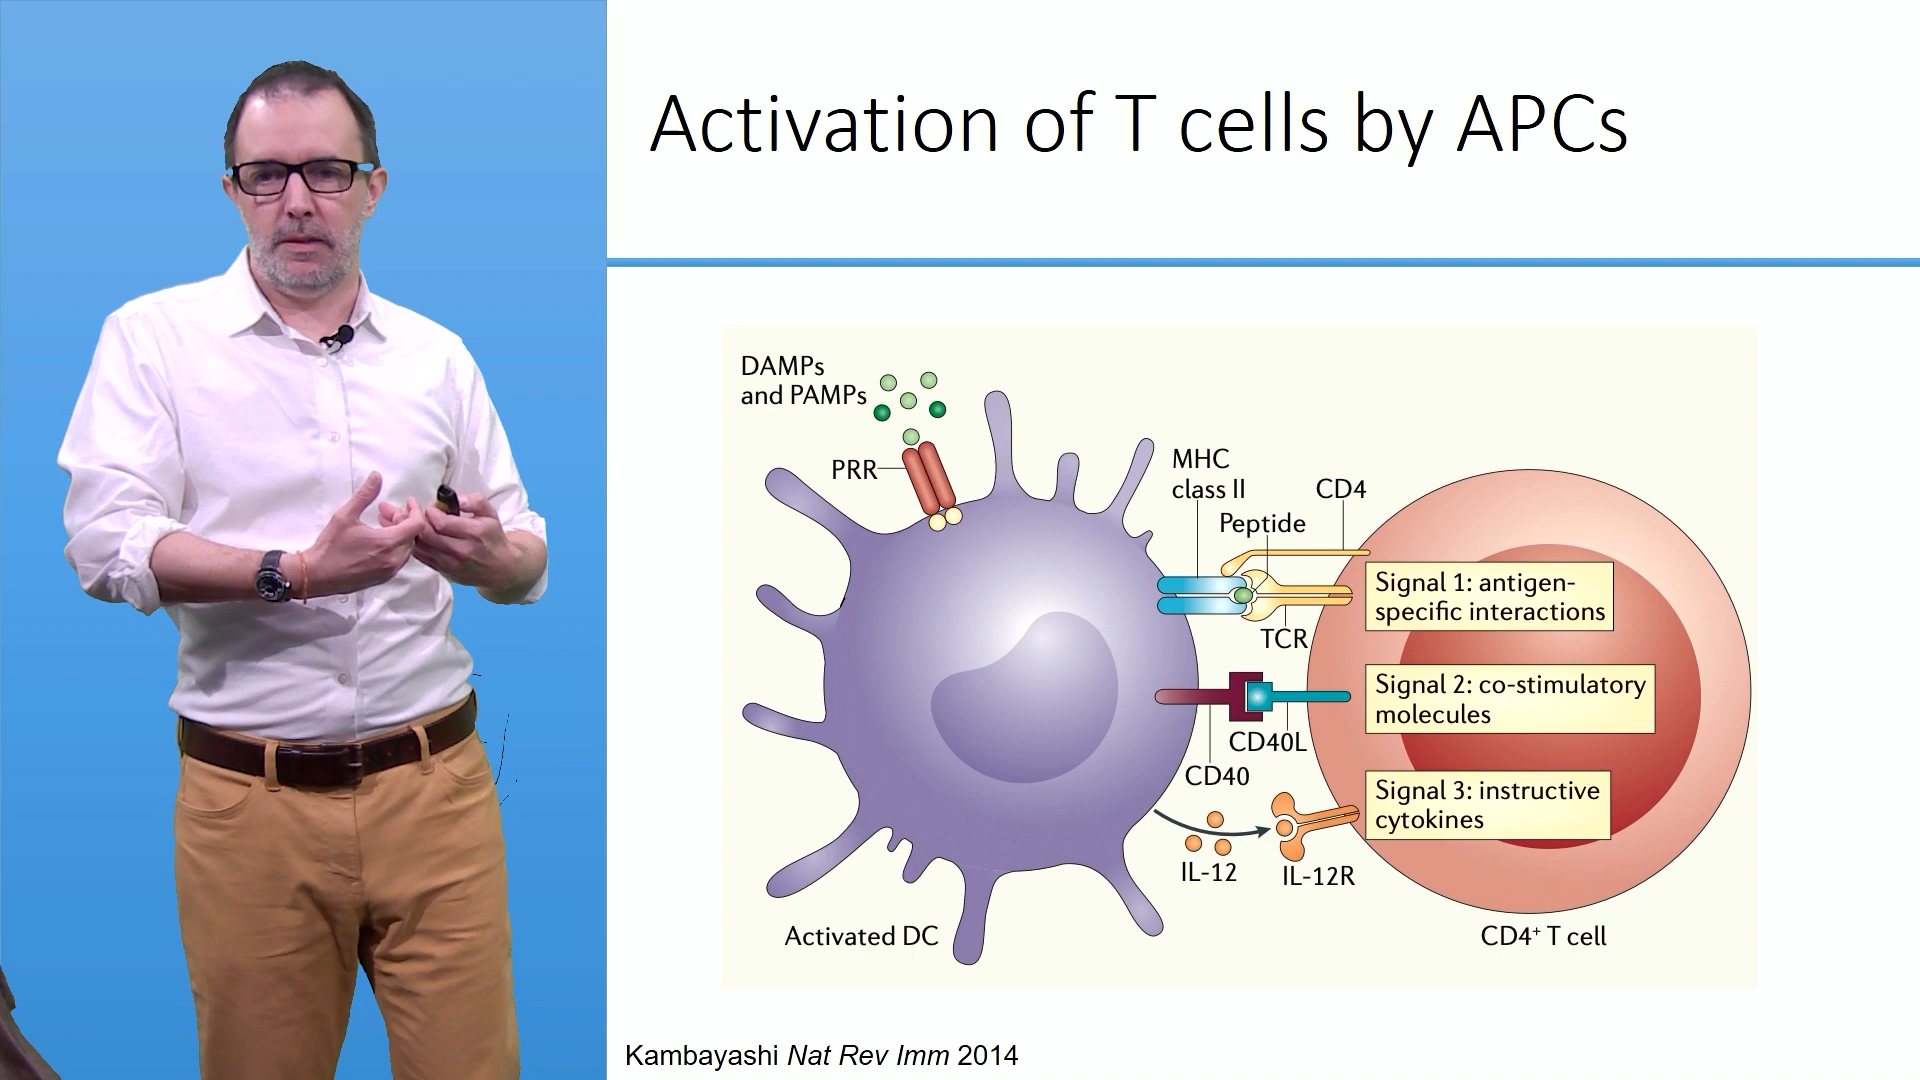 Activation of T cells by APCs
DAMPs
and PAMPs
PRR
MHC
class II
CD4
Peptide
Signal 1: antigen-
specific interactions
TCR
Signal 2: co-stimulatory
molecules
CD40L
CD40
Signal 3: instructive
cytokines
IL-12
IL-12R
Activated DC
CD4⁺ T cell
Kambayashi Nat Rev Imm 2014